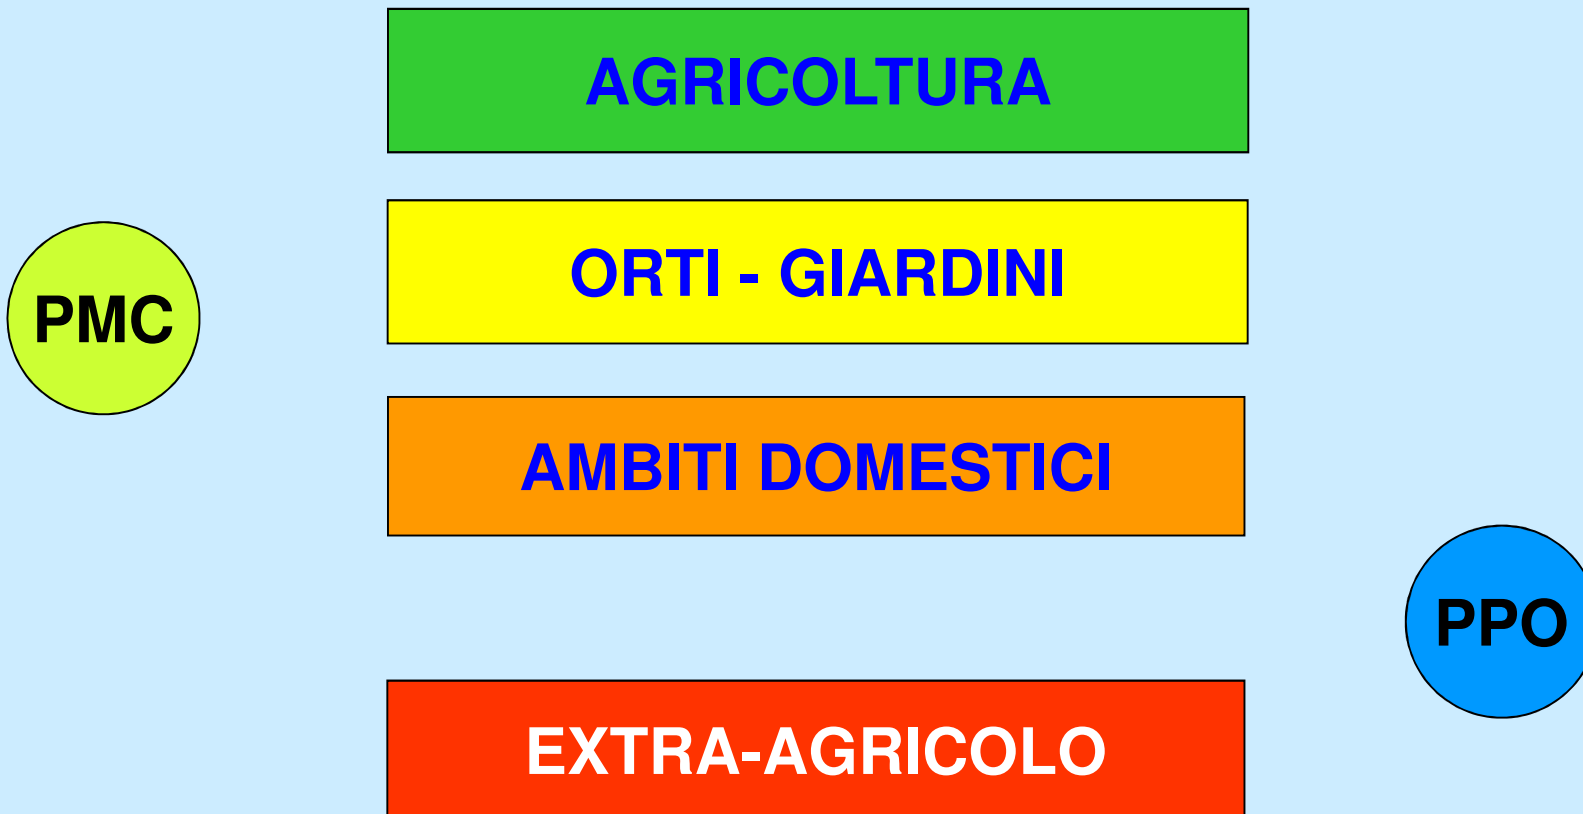 AGRICOLTURA
ORTI - GIARDINI
PMC
AMBITI DOMESTICI
PPO
EXTRA-AGRICOLO